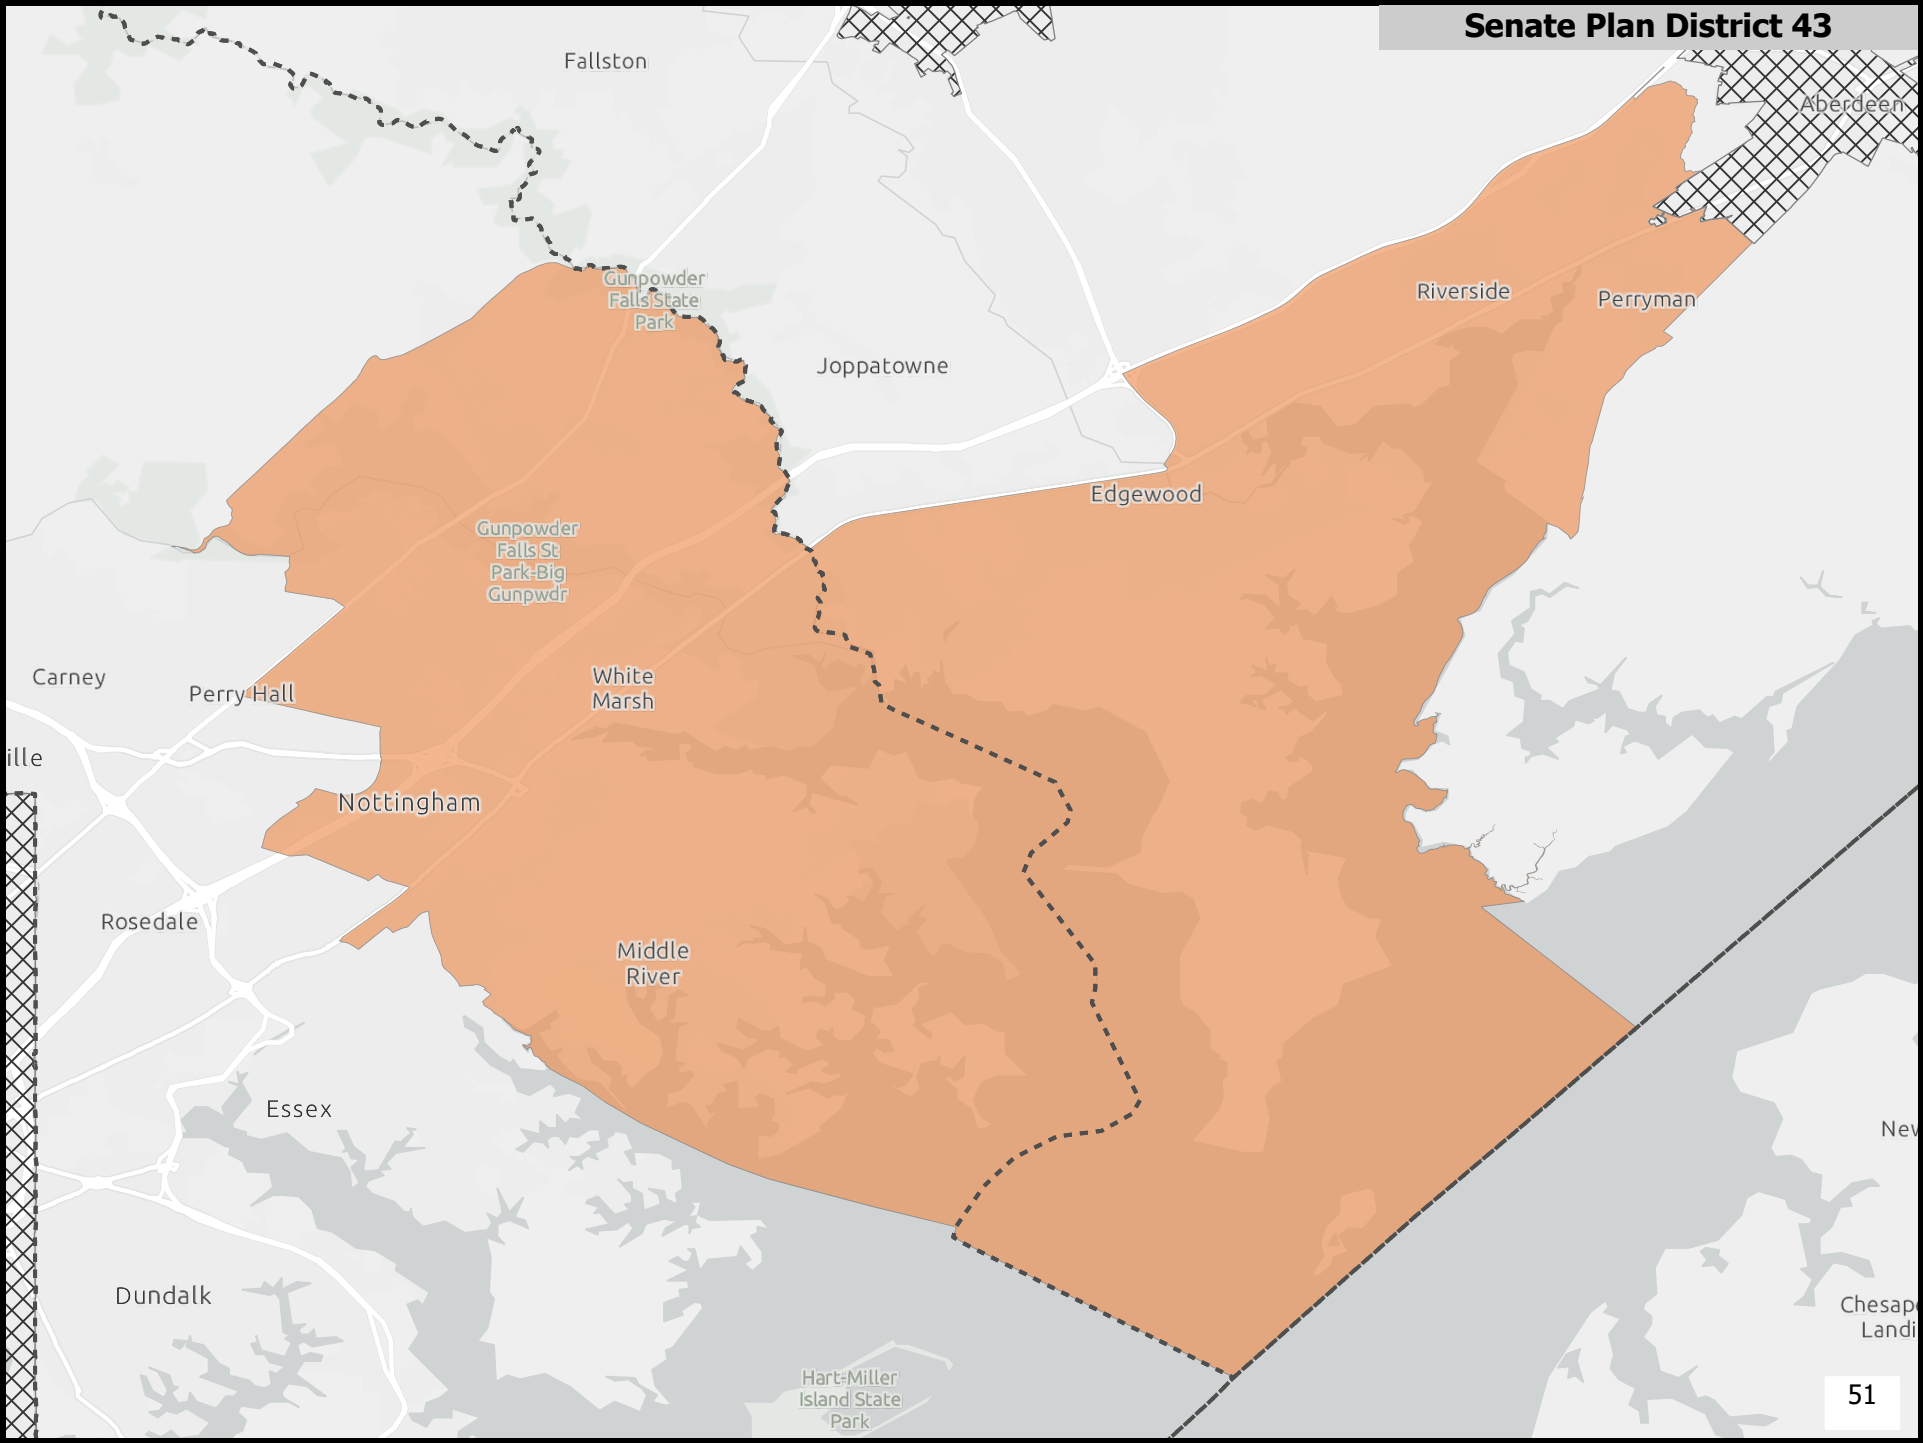 Senate Plan District 43
Fallston
Aberdeen
Gunpowder
Falls State
Park
Riverside
Perryman
Joppatowne
Edgewood
Gunpowder
Falls St
Park-Big
Gunpwdr
Carney
Perry Hall
White
Marsh
ille
Nottingham
Rosedale
Middle
River
Essex
New
Dundalk
Chesap
Landi
Hart-Miller
Island State
Park
51